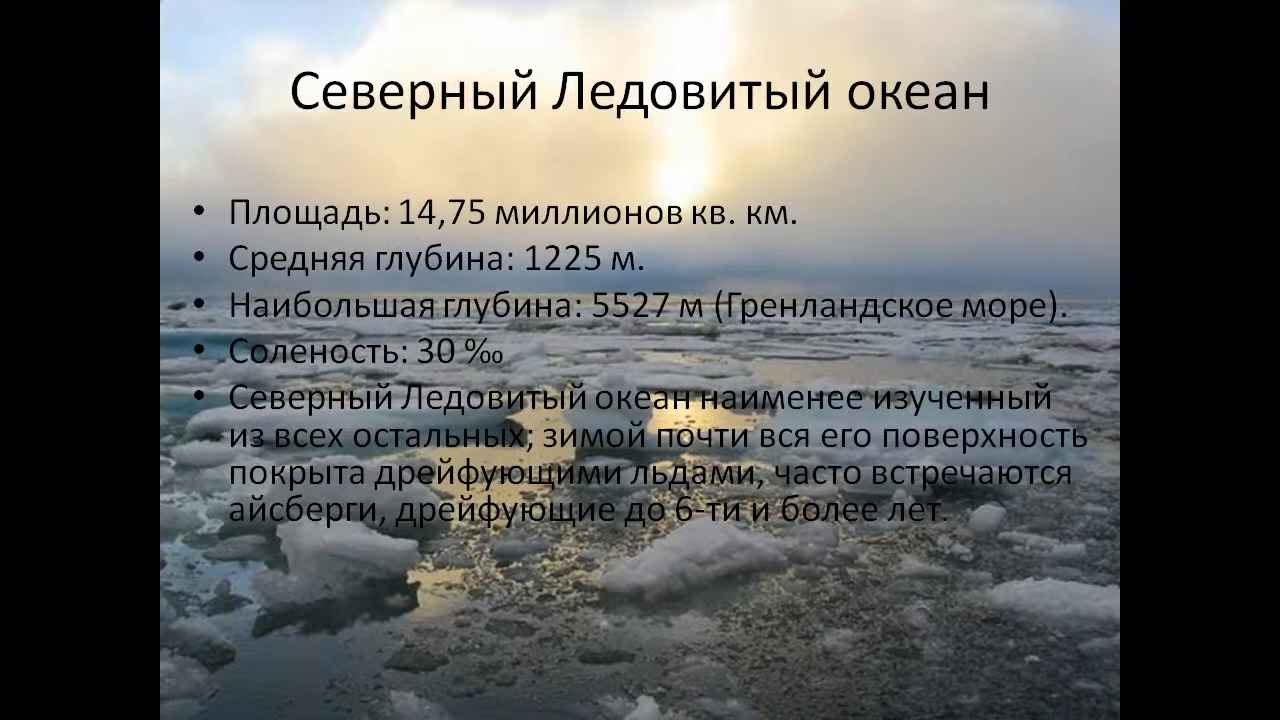 Северный Ледовитый океан
• Площадь: 14,75 миллионов кв. км.
• Средняя глубина: 1225 м.
• Наибольшая глубина: 5527 м (Гренландское море).
• Соленость: 30 ‰
• Северный Ледовитый океан наименее изученный
из всех остальных; зимой почти вся его поверхность
покрыта дрейфующими льдами, часто встречаются
айсберги, дрейфующие до 6-ти и более лет.